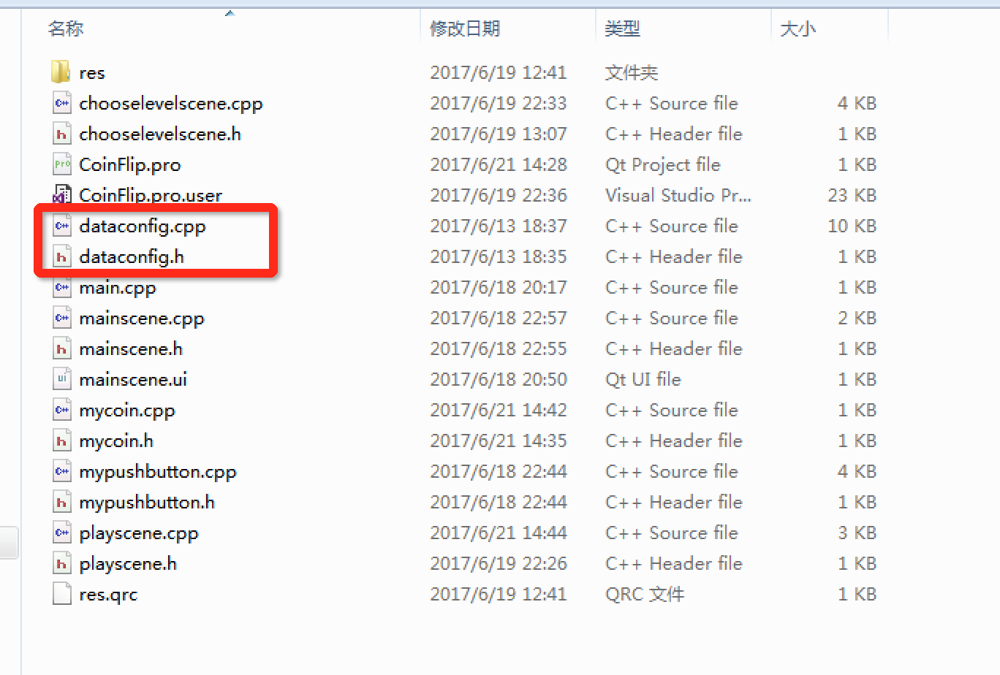 名称 修改日期 类型 大小
res 2017/6/19 12:41 文件夹
chooselevelscene.cpp 2017/6/19 22:33 C++ Source file 4 KB
chooselevelscene.h 2017/6/19 13:07 C++ Header file 1 KB
CoinFlip.pro 2017/6/21 14:28 Qt Project file 1 KB
CoinFlip.pro.user 2017/6/19 22:36 Visual Studio Pr... 23 KB
dataconfig.cpp 2017/6/13 18:37 C++ Source file 10 KB
dataconfig.h 2017/6/13 18:35 C++ Header file 1 KB
main.cpp 2017/6/18 20:17 C++ Source file 1 KB
mainscene.cpp 2017/6/18 22:57 C++ Source file 2 KB
mainscene.h 2017/6/18 22:55 C++ Header file 1 KB
mainscene.ui 2017/6/18 20:50 Qt UI file 1 KB
mycoin.cpp 2017/6/21 14:42 C++ Source file 1 KB
mycoin.h 2017/6/21 14:35 C++ Header file 1 KB
mypushbutton.cpp 2017/6/18 22:44 C++ Source file 4 KB
mypushbutton.h 2017/6/18 22:44 C++ Header file 1 KB
playscene.cpp 2017/6/21 14:44 C++ Source file 3 KB
playscene.h 2017/6/19 22:26 C++ Header file 1 KB
res.qrc 2017/6/19 12:41 QRC 文件 1 KB